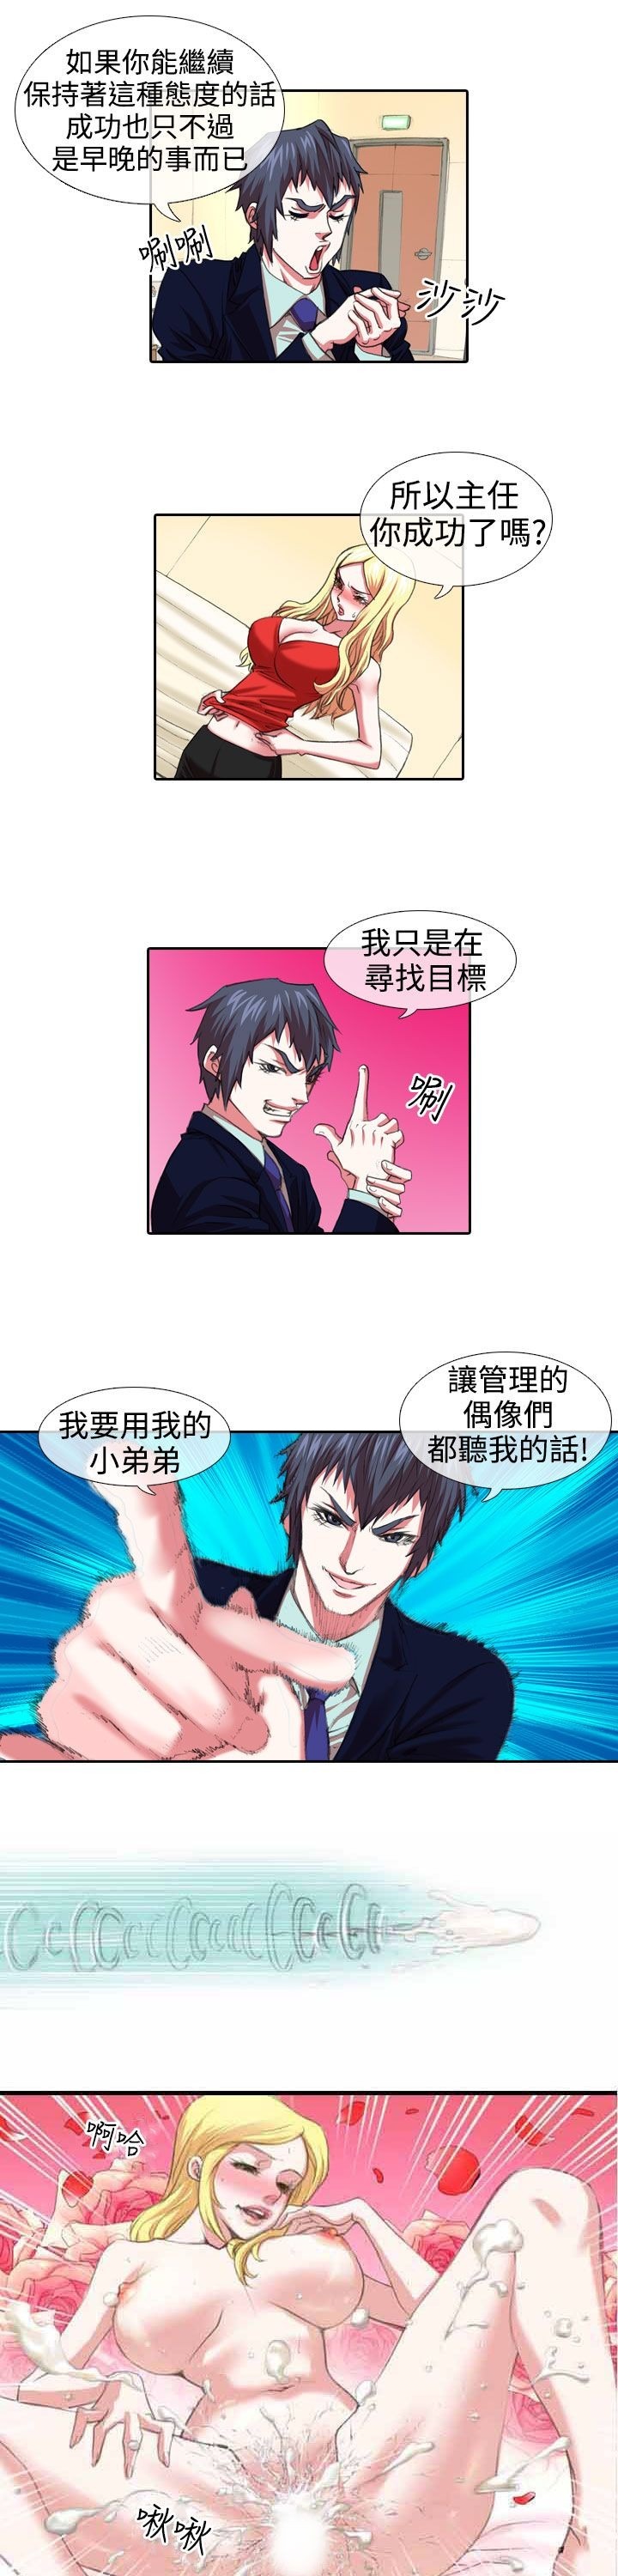 如果你能繼續
保持著這種態度的話
成功也只不過
是早晚的事而已
唰唰
沙沙
所以主任
你成功了嗎?
我只是在
尋找目標
唰
我要用我的
小弟弟
讓管理的
偶像們
都聽我的話!
啊哈
啾啾